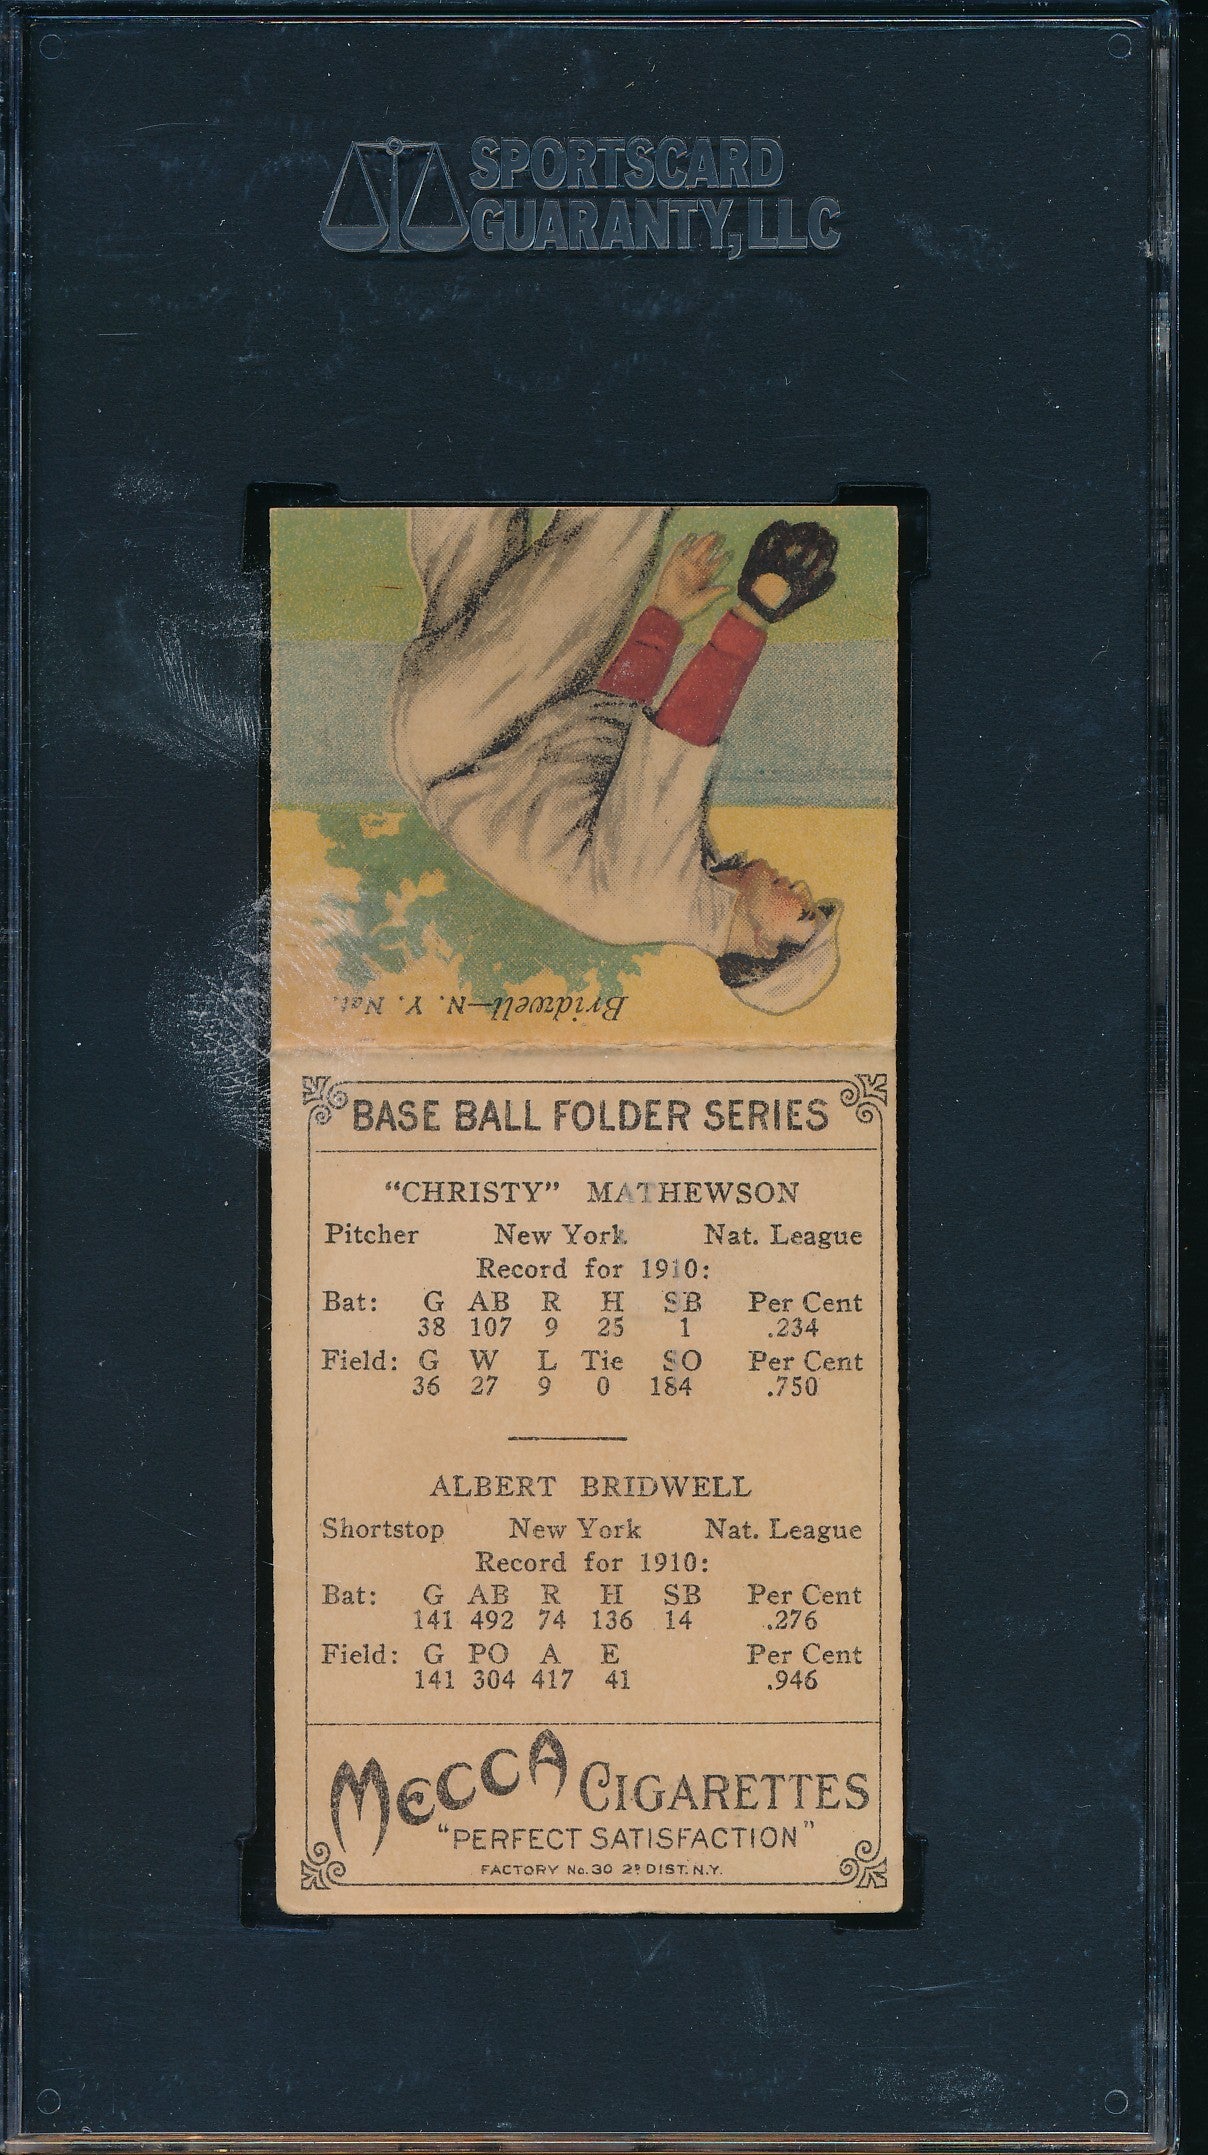 SPORTSCARD
GUARANTY, LLC
Bridwell—N. Y. Nat.
BASE BALL FOLDER SERIES
"CHRISTY" MATHEWSON
Pitcher New York Nat. League
Record for 1910:
Bat: G AB R H SB Per Cent
38 107 9 25 1 .234
Field: G W L Tie SO Per Cent
36 27 9 0 184 .750
ALBERT BRIDWELL
Shortstop New York Nat. League
Record for 1910:
Bat: G AB R H SB Per Cent
141 492 74 136 14 .276
Field: G PO A E Per Cent
141 304 417 41 .946
MECCA CIGARETTES
"PERFECT SATISFACTION"
FACTORY No. 30 2D DIST. N.Y.